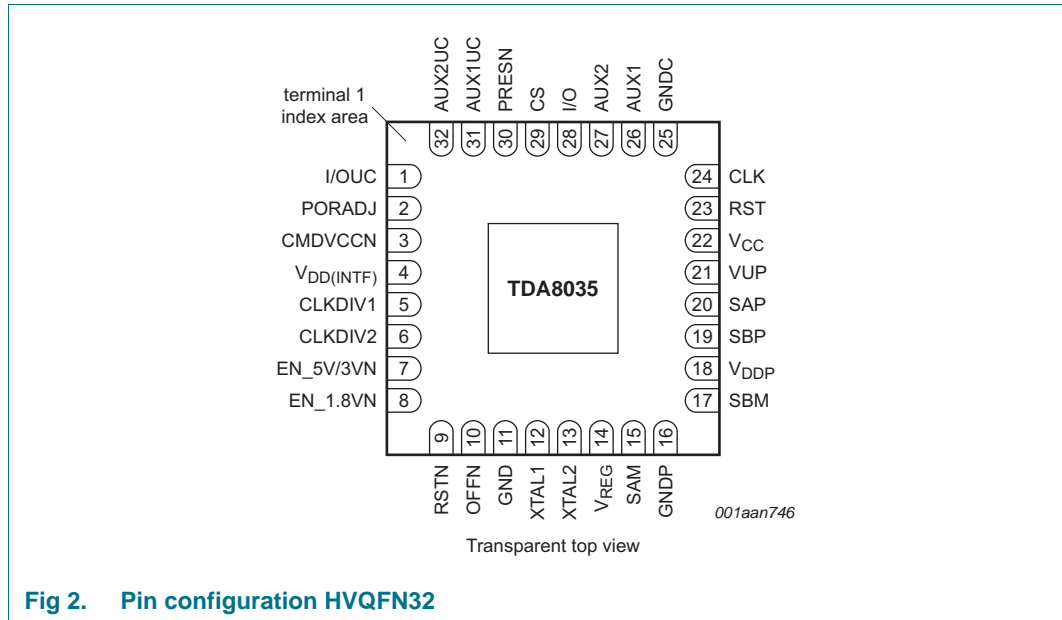 AUX2UC
AUX1UC
PRESN
CS
I/O
AUX2
AUX1
GNDC
terminal 1
index area
32
31
30
29
28
27
26
25
I/OUC 1
24 CLK
PORADJ 2
23 RST
CMDVCCN 3
22 VCC
VDD(INTF) 4
21 VUP
CLKDIV1 5
TDA8035
20 SAP
CLKDIV2 6
19 SBP
EN_5V/3VN 7
18 VDDP
EN_1.8VN 8
17 SBM
9
10
11
12
13
14
15
16
RSTN
OFFN
GND
XTAL1
XTAL2
VREG
SAM
GNDP
001aan746
Transparent top view
Fig 2. Pin configuration HVQFN32